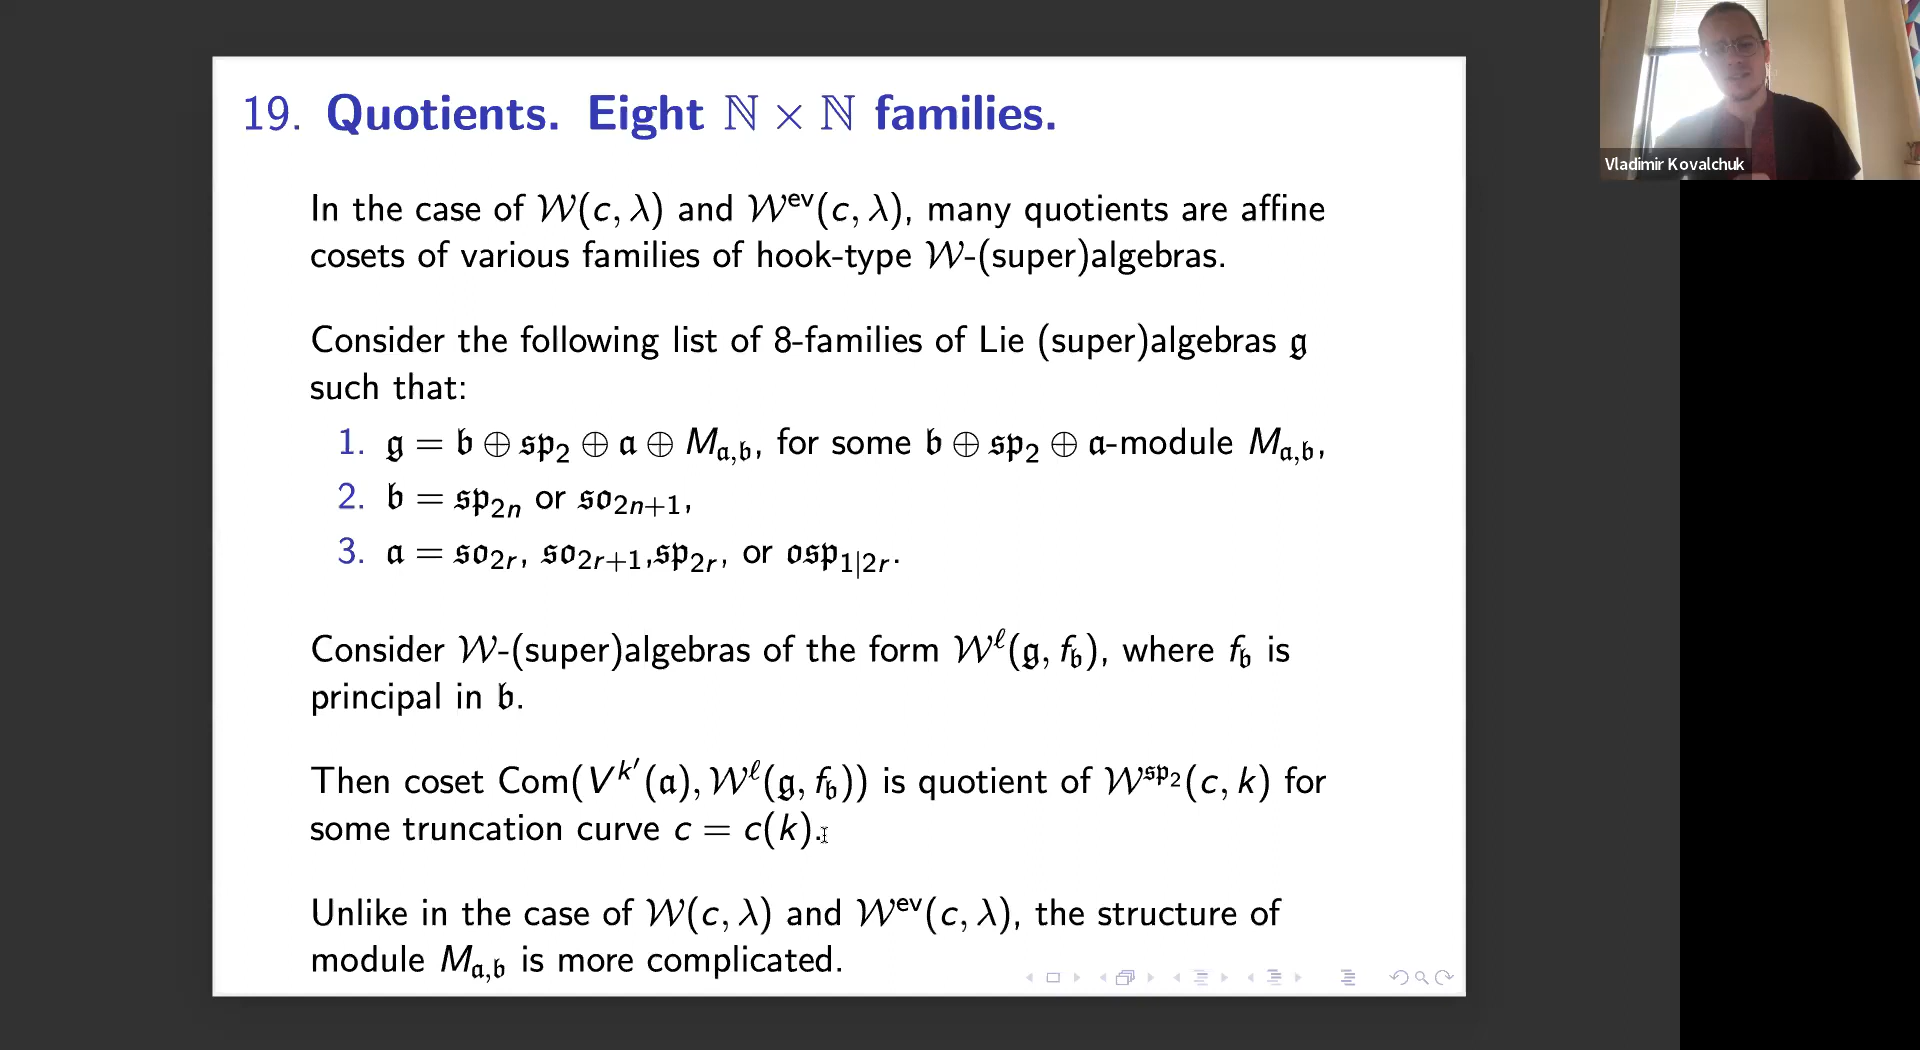 19. Quotients. Eight ℕ × ℕ families.
In the case of 𝒲(c, λ) and 𝒲ᵉᵛ(c, λ), many quotients are affine
cosets of various families of hook-type 𝒲-(super)algebras.
Consider the following list of 8-families of Lie (super)algebras 𝔤
such that:
1. 𝔤 = 𝔟 ⊕ 𝔰𝔭₂ ⊕ 𝔞 ⊕ M_{𝔞,𝔟}, for some 𝔟 ⊕ 𝔰𝔭₂ ⊕ 𝔞-module M_{𝔞,𝔟},
2. 𝔟 = 𝔰𝔭_{2n} or 𝔰𝔬_{2n+1},
3. 𝔞 = 𝔰𝔬_{2r}, 𝔰𝔬_{2r+1},𝔰𝔭_{2r}, or 𝔬𝔰𝔭_{1|2r}.
Consider 𝒲-(super)algebras of the form 𝒲^ℓ(𝔤, f_𝔟), where f_𝔟 is
principal in 𝔟.
Then coset Com(V^{k′}(𝔞), 𝒲^ℓ(𝔤, f_𝔟)) is quotient of 𝒲^{𝔰𝔭₂}(c, k) for
some truncation curve c = c(k).
Unlike in the case of 𝒲(c, λ) and 𝒲ᵉᵛ(c, λ), the structure of
module M_{𝔞,𝔟} is more complicated.
Vladimir Kovalchuk